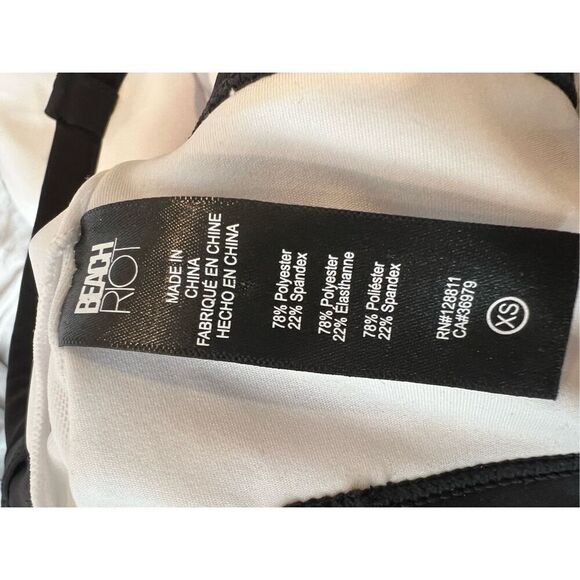 BEACH
RIOT
MADE IN
CHINA
FABRIQUÉ EN CHINE
HECHO EN CHINA
78% Polyester
22% Spandex
78% Polyester
22% Elasthanne
78% Poliéster
22% Spandex
RN#128811
CA#36979
XS